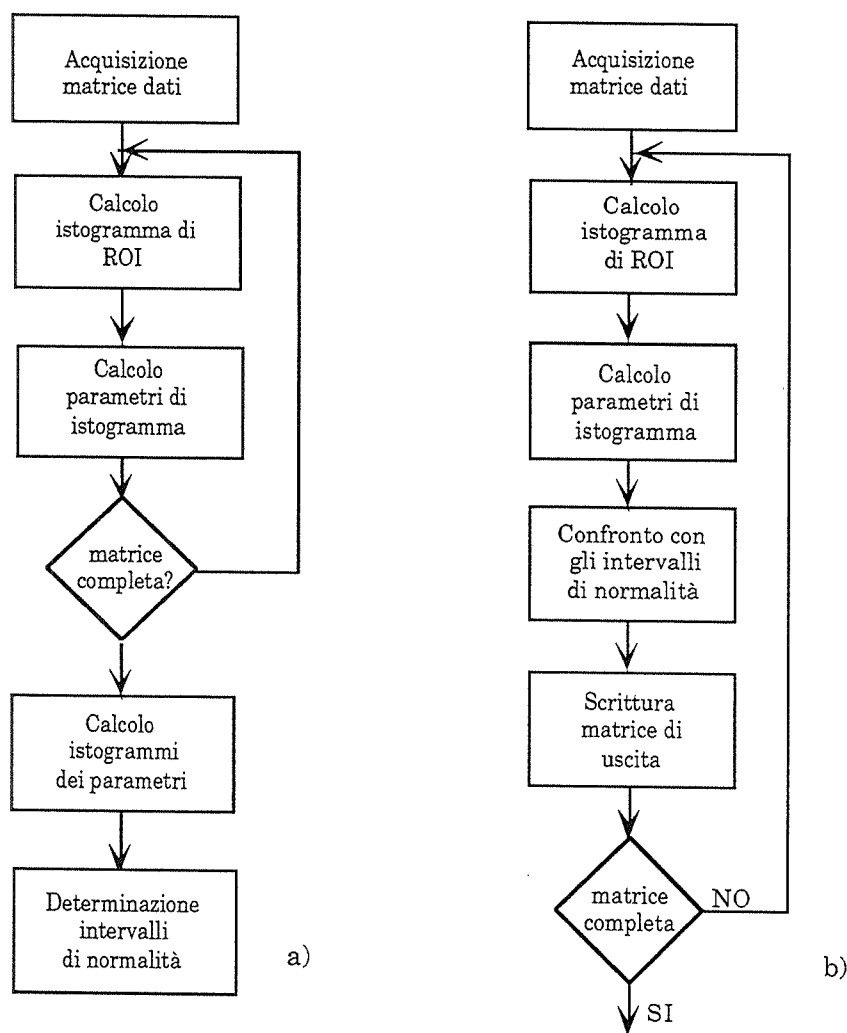 Acquisizione
matrice dati
Calcolo
istogramma di
ROI
Calcolo
parametri di
istogramma
matrice
completa?
Calcolo
istogrammi
dei parametri
Determinazione
intervalli
di normalità
a)
Acquisizione
matrice dati
Calcolo
istogramma
di ROI
Calcolo
parametri di
istogramma
Confronto con
gli intervalli
di normalità
Scrittura
matrice di
uscita
matrice
completa
NO
SI
b)